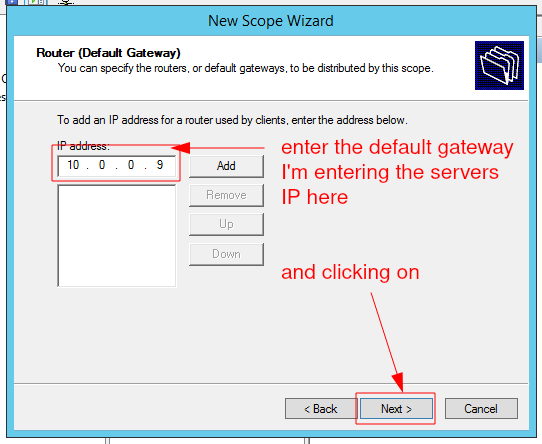 New Scope Wizard
Router (Default Gateway)
You can specify the routers, or default gateways, to be distributed by this scope.
To add an IP address for a router used by clients, enter the address below.
IP address:
10 . 0 . 0 . 9
Add
Remove
Up
Down
enter the default gateway
I'm entering the servers
IP here
and clicking on
< Back
Next >
Cancel